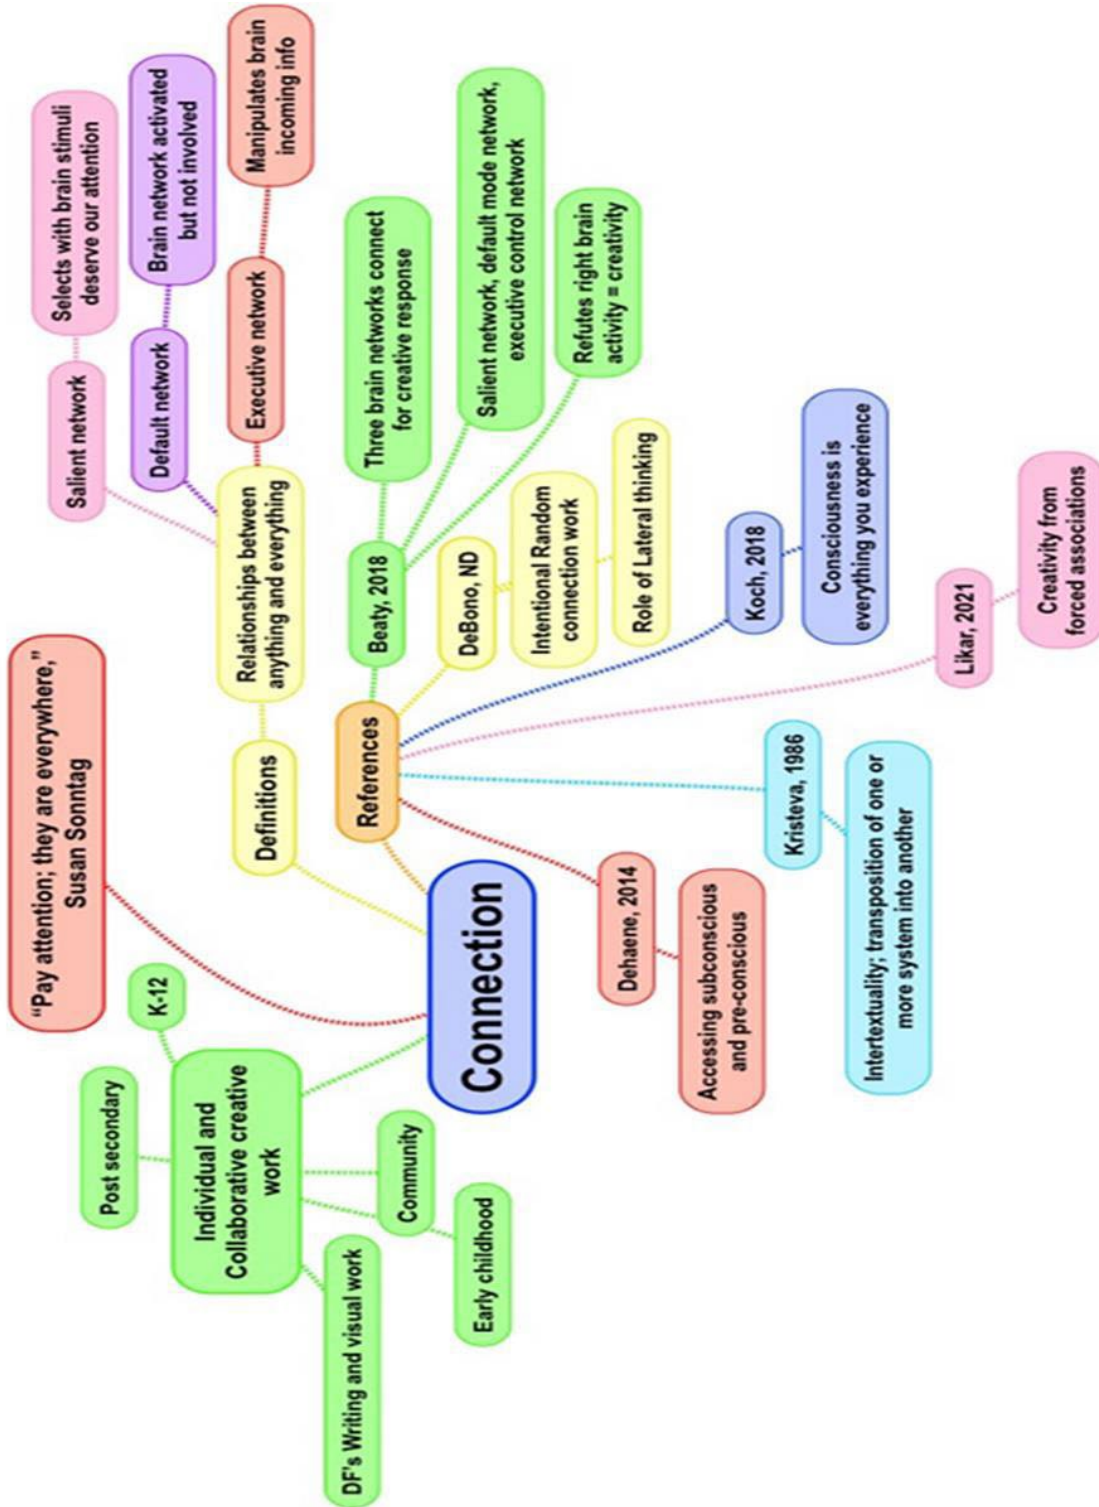 “Pay attention; they are everywhere,”
Susan Sonntag
K-12
Post secondary
Individual and
Collaborative creative
work
Community
Early childhood
DF's Writing and visual work
Connection
Definitions
Relationships between
anything and everything
Salient network
Selects with brain stimuli
deserve our attention
Default network
Brain network activated
but not involved
Executive network
Manipulates brain
incoming info
References
Beaty, 2018
Three brain networks connect
for creative response
Salient network, default mode network,
executive control network
Refutes right brain
activity = creativity
DeBono, ND
Intentional Random
connection work
Role of Lateral thinking
Koch, 2018
Consciousness is
everything you experience
Likar, 2021
Creativity from
forced associations
Kristeva, 1986
Intertextuality; transposition of one or
more system into another
Dehaene, 2014
Accessing subconscious
and pre-conscious